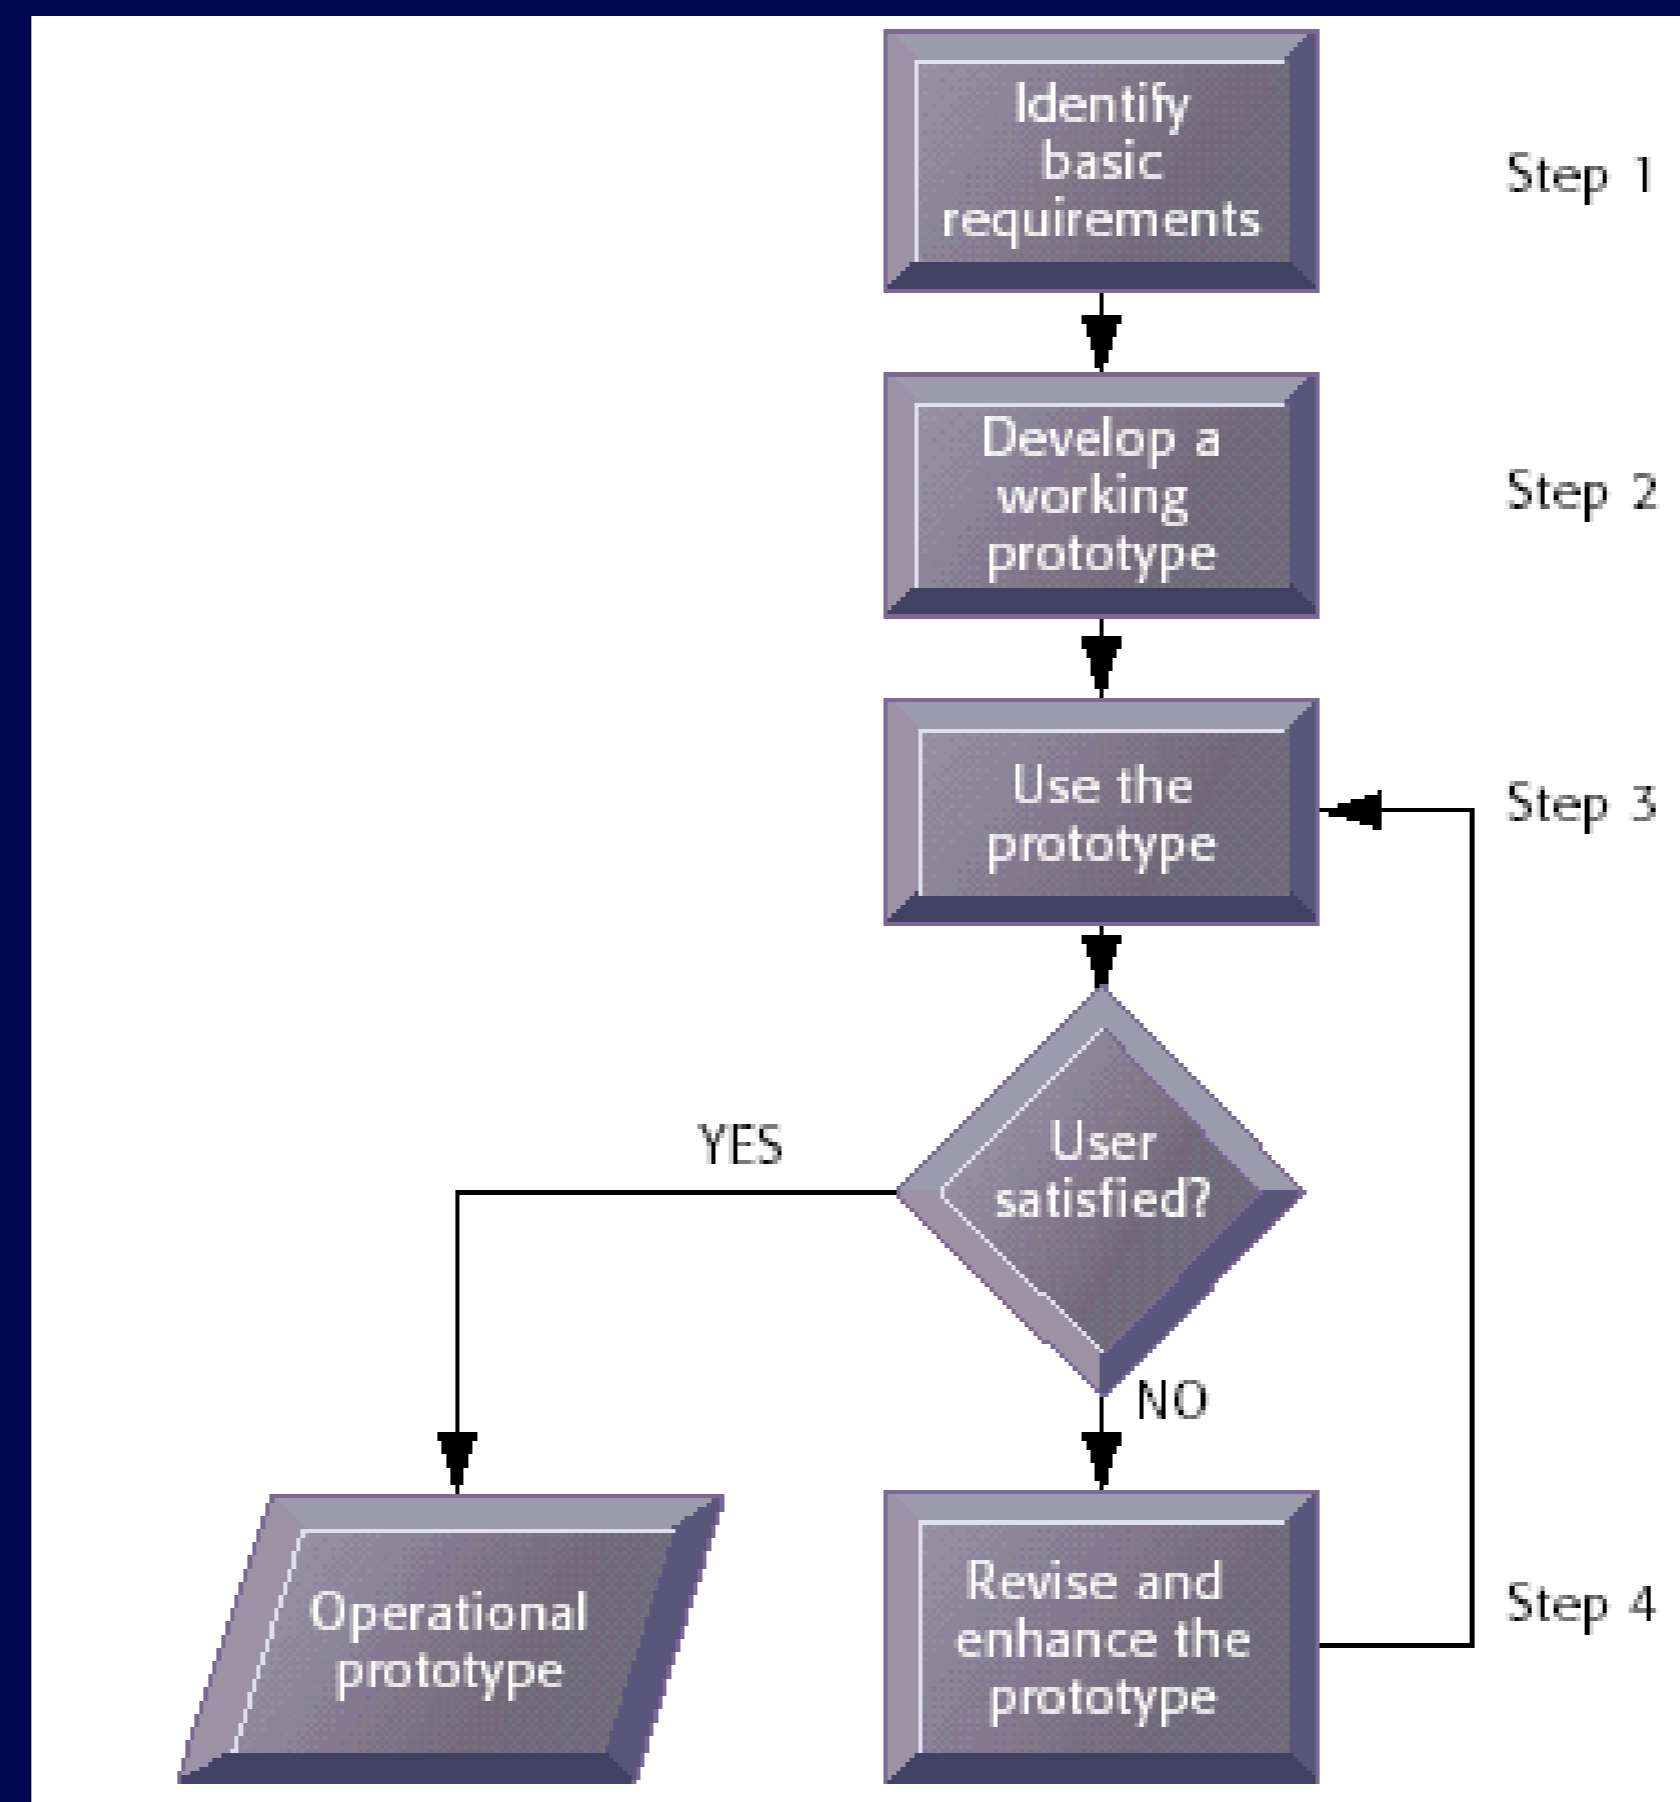 Identify
basic
requirements
Step 1
Develop a
working
prototype
Step 2
Use the
prototype
Step 3
User
satisfied?
YES
NO
Operational
prototype
Revise and
enhance the
prototype
Step 4